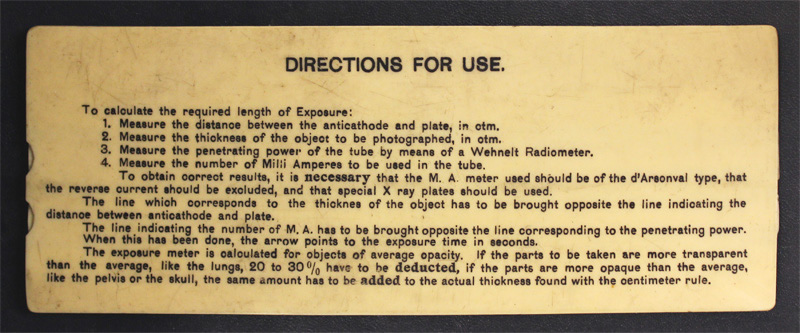 DIRECTIONS FOR USE.
To calculate the required length of Exposure:
1. Measure the distance between the anticathode and plate, in ctm.
2. Measure the thickness of the object to be photographed, in ctm.
3. Measure the penetrating power of the tube by means of a Wehnelt Radiometer.
4. Measure the number of Milli Amperes to be used in the tube.
To obtain correct results, it is necessary that the M. A. meter used should be of the d'Arsonval type, that
the reverse current should be excluded, and that special X ray plates should be used.
The line which corresponds to the thicknes of the object has to be brought opposite the line indicating the
distance between anticathode and plate.
The line indicating the number of M. A. has to be brought opposite the line corresponding to the penetrating power.
When this has been done, the arrow points to the exposure time in seconds.
The exposure meter is calculated for objects of average opacity. If the parts to be taken are more transparent
than the average, like the lungs, 20 to 30% have to be deducted, if the parts are more opaque than the average,
like the pelvis or the skull, the same amount has to be added to the actual thickness found with the centimeter rule.